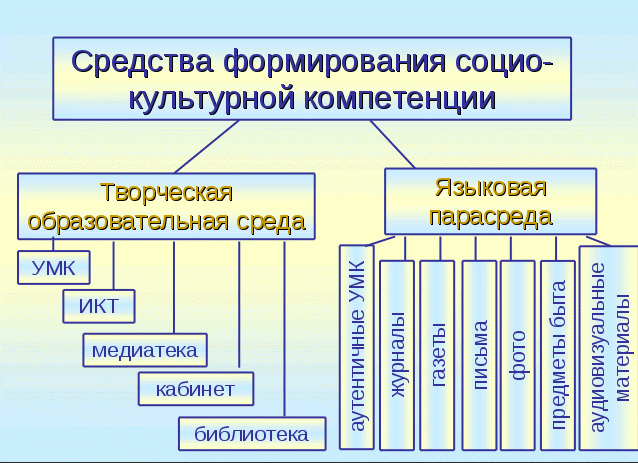 Средства формирования социо-
культурной компетенции
Творческая
образовательная среда
Языковая
парасреда
УМК
ИКТ
медиатека
кабинет
библиотека
аутентичные УМК
журналы
газеты
письма
фото
предметы быта
аудиовизуальные
материалы